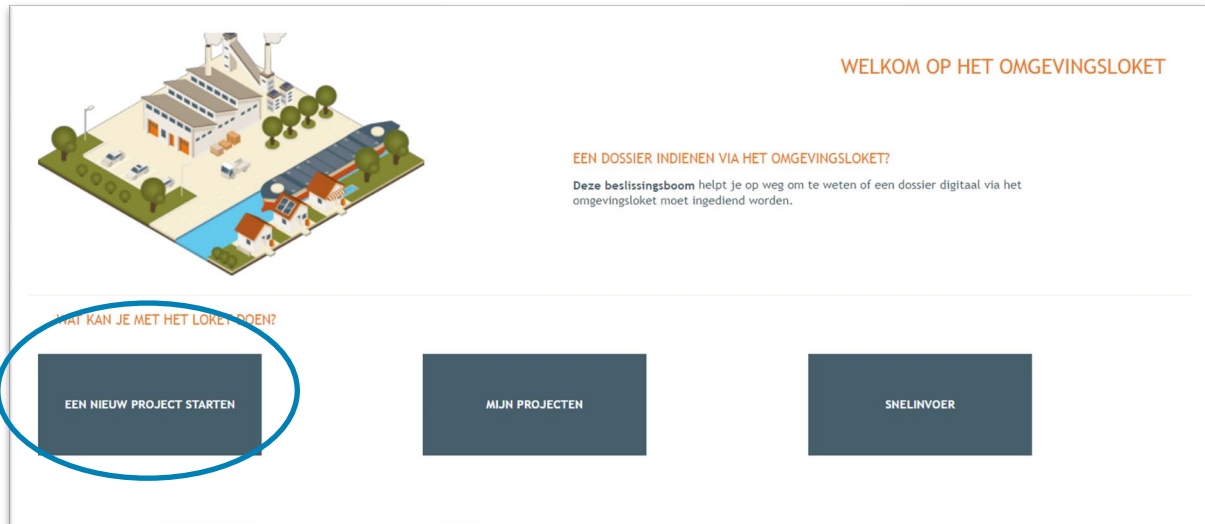 WELKOM OP HET OMGEVINGSLOKET
EEN DOSSIER INDIENEN VIA HET OMGEVINGSLOKET?
Deze beslissingsboom helpt je op weg om te weten of een dossier digitaal via het
omgevingsloket moet ingediend worden.
WAT KAN JE MET HET LOKET DOEN?
EEN NIEUW PROJECT STARTEN
MIJN PROJECTEN
SNELINVOER